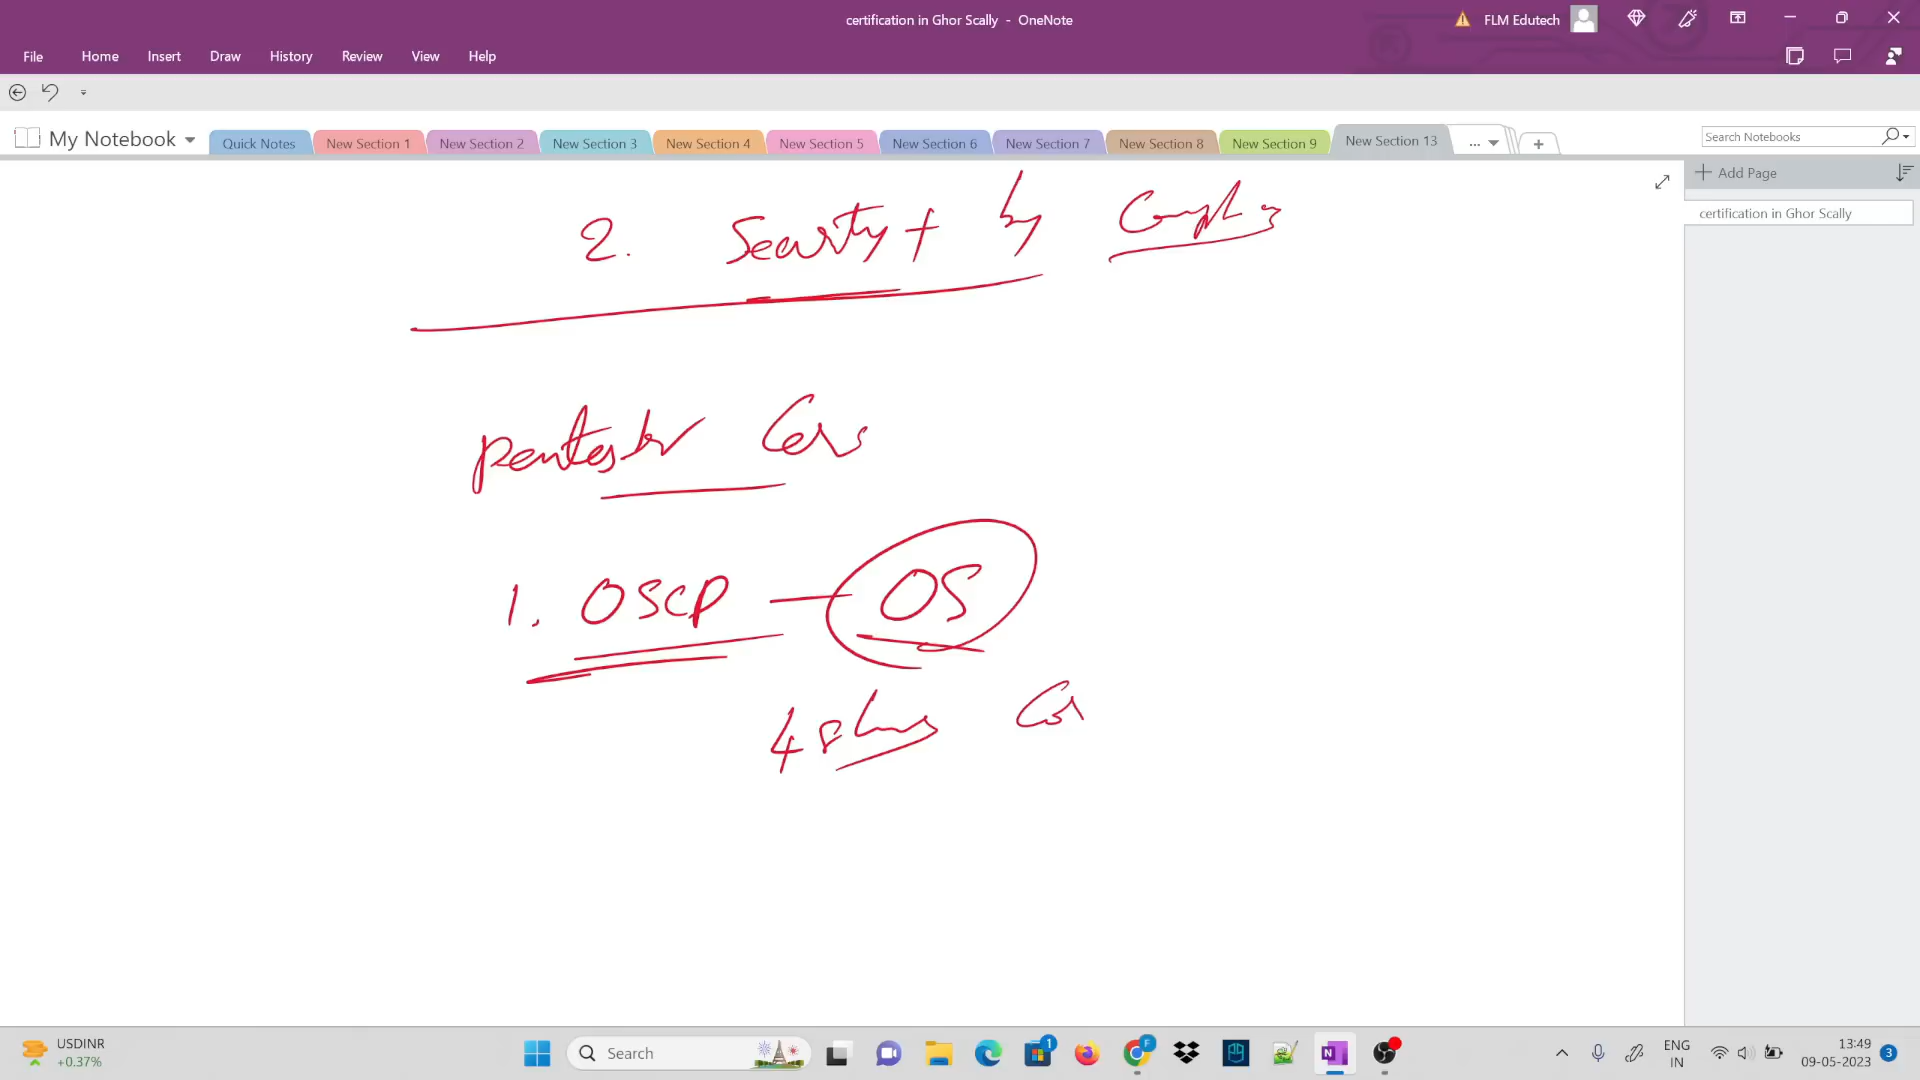 certification in Ghor Scally - OneNote
FLM Edutech
File Home Insert Draw History Review View Help
My Notebook
Quick Notes New Section 1 New Section 2 New Section 3 New Section 4 New Section 5 New Section 6 New Section 7 New Section 8 New Section 9 New Section 13 ...
Search Notebooks
Add Page
certification in Ghor Scally
2. Security+ by
pentester
1. OSCP — OS
48hrs
USDINR
+0.37%
Search
ENG
IN
13:49
09-05-2023
3